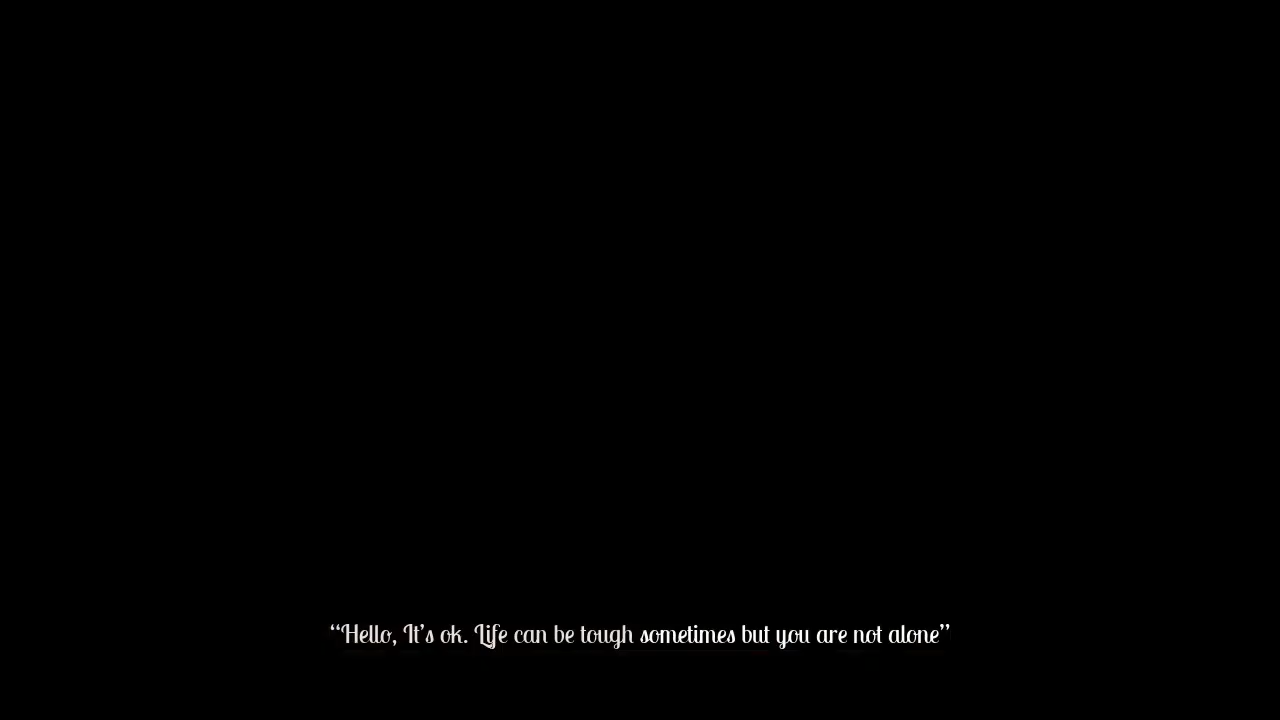 “Hello, It’s ok. Life can be tough sometimes but you are not alone”